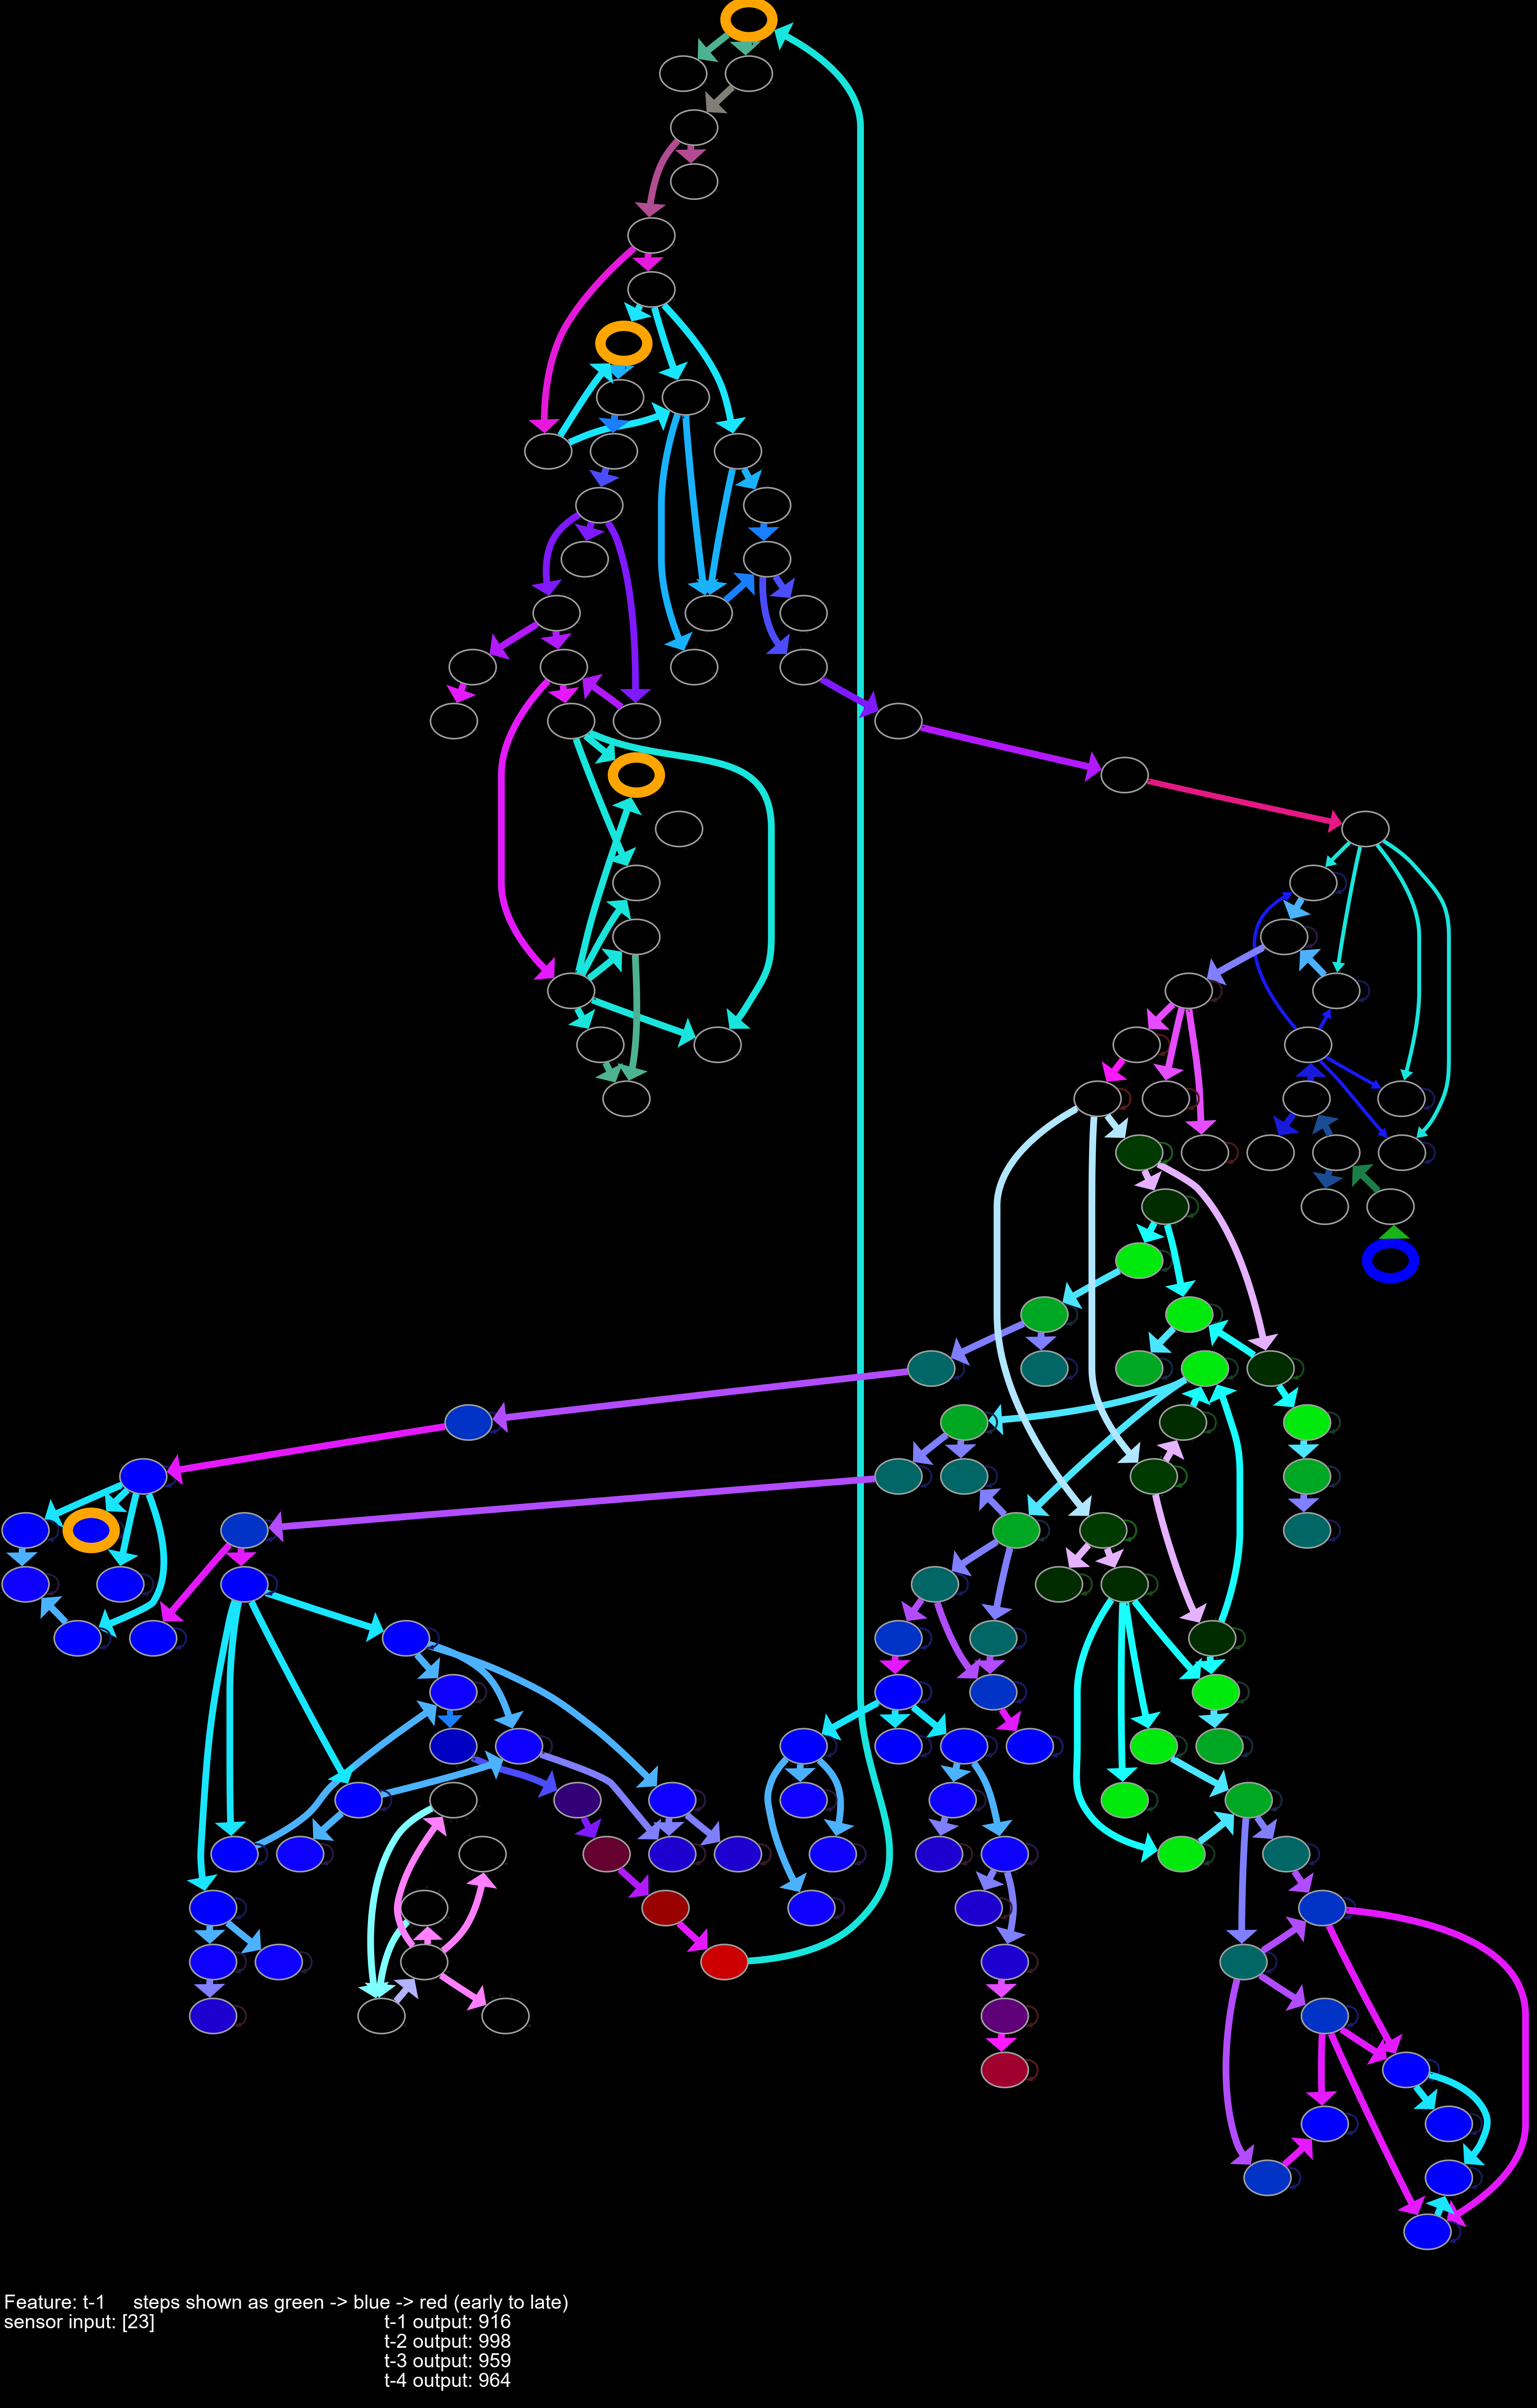 Feature: t-1 steps shown as green -> blue -> red (early to late)
sensor input: [23] t-1 output: 916
t-2 output: 998
t-3 output: 959
t-4 output: 964